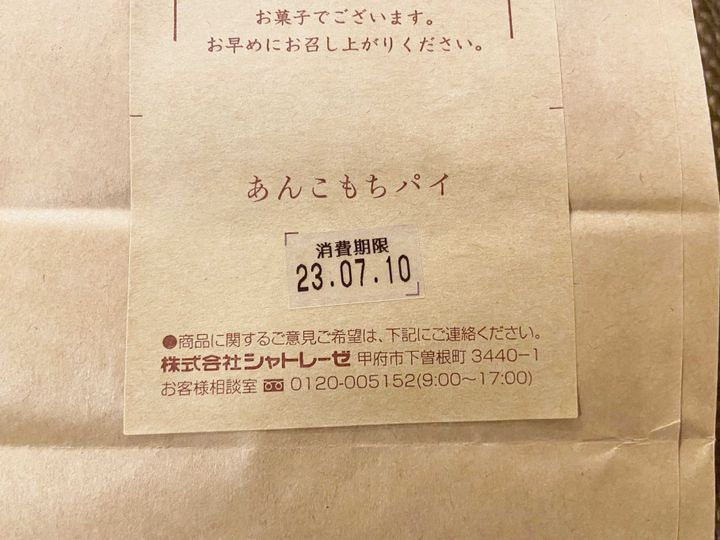 お菓子でございます。
お早めにお召し上がりください。
あんこもちパイ
消費期限
23.07.10
●商品に関するご意見ご希望は、下記にご連絡ください。
株式会社シャトレーゼ 甲府市下曽根町 3440-1
お客様相談室 0120-005152(9:00～17:00)